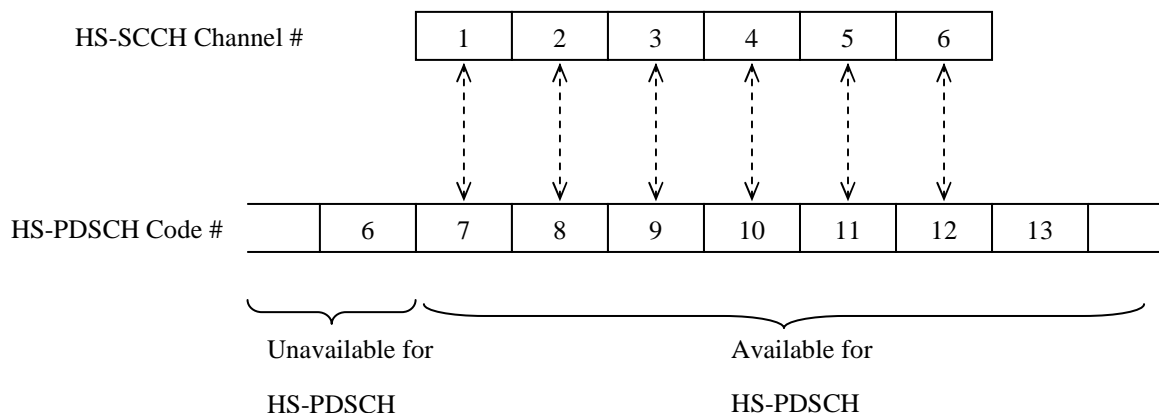 HS-SCCH Channel # 1 2 3 4 5 6
HS-PDSCH Code # 6 7 8 9 10 11 12 13
Unavailable for
HS-PDSCH
Available for
HS-PDSCH